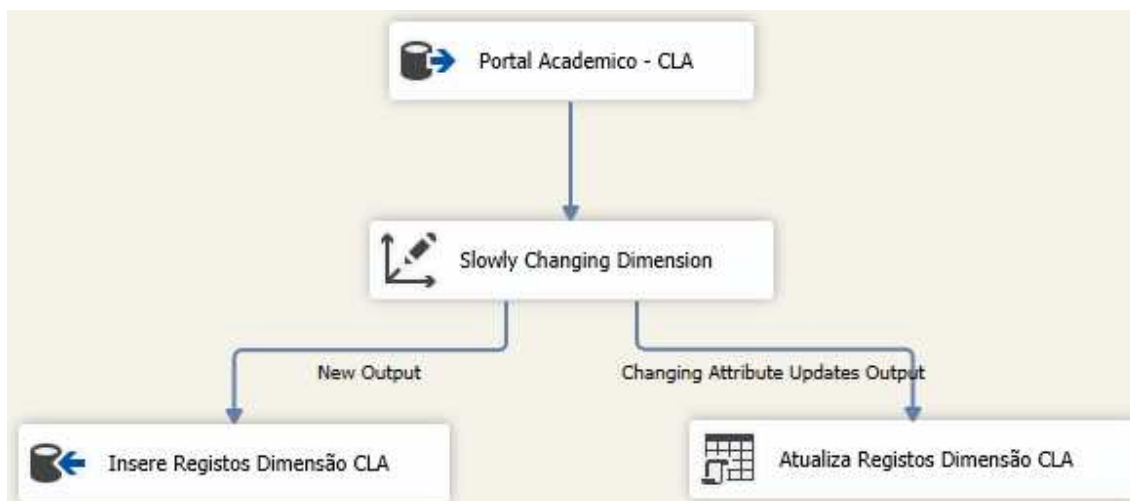 Portal Academico - CLA
Slowly Changing Dimension
New Output
Changing Attribute Updates Output
Insere Registos Dimensão CLA
Atualiza Registos Dimensão CLA